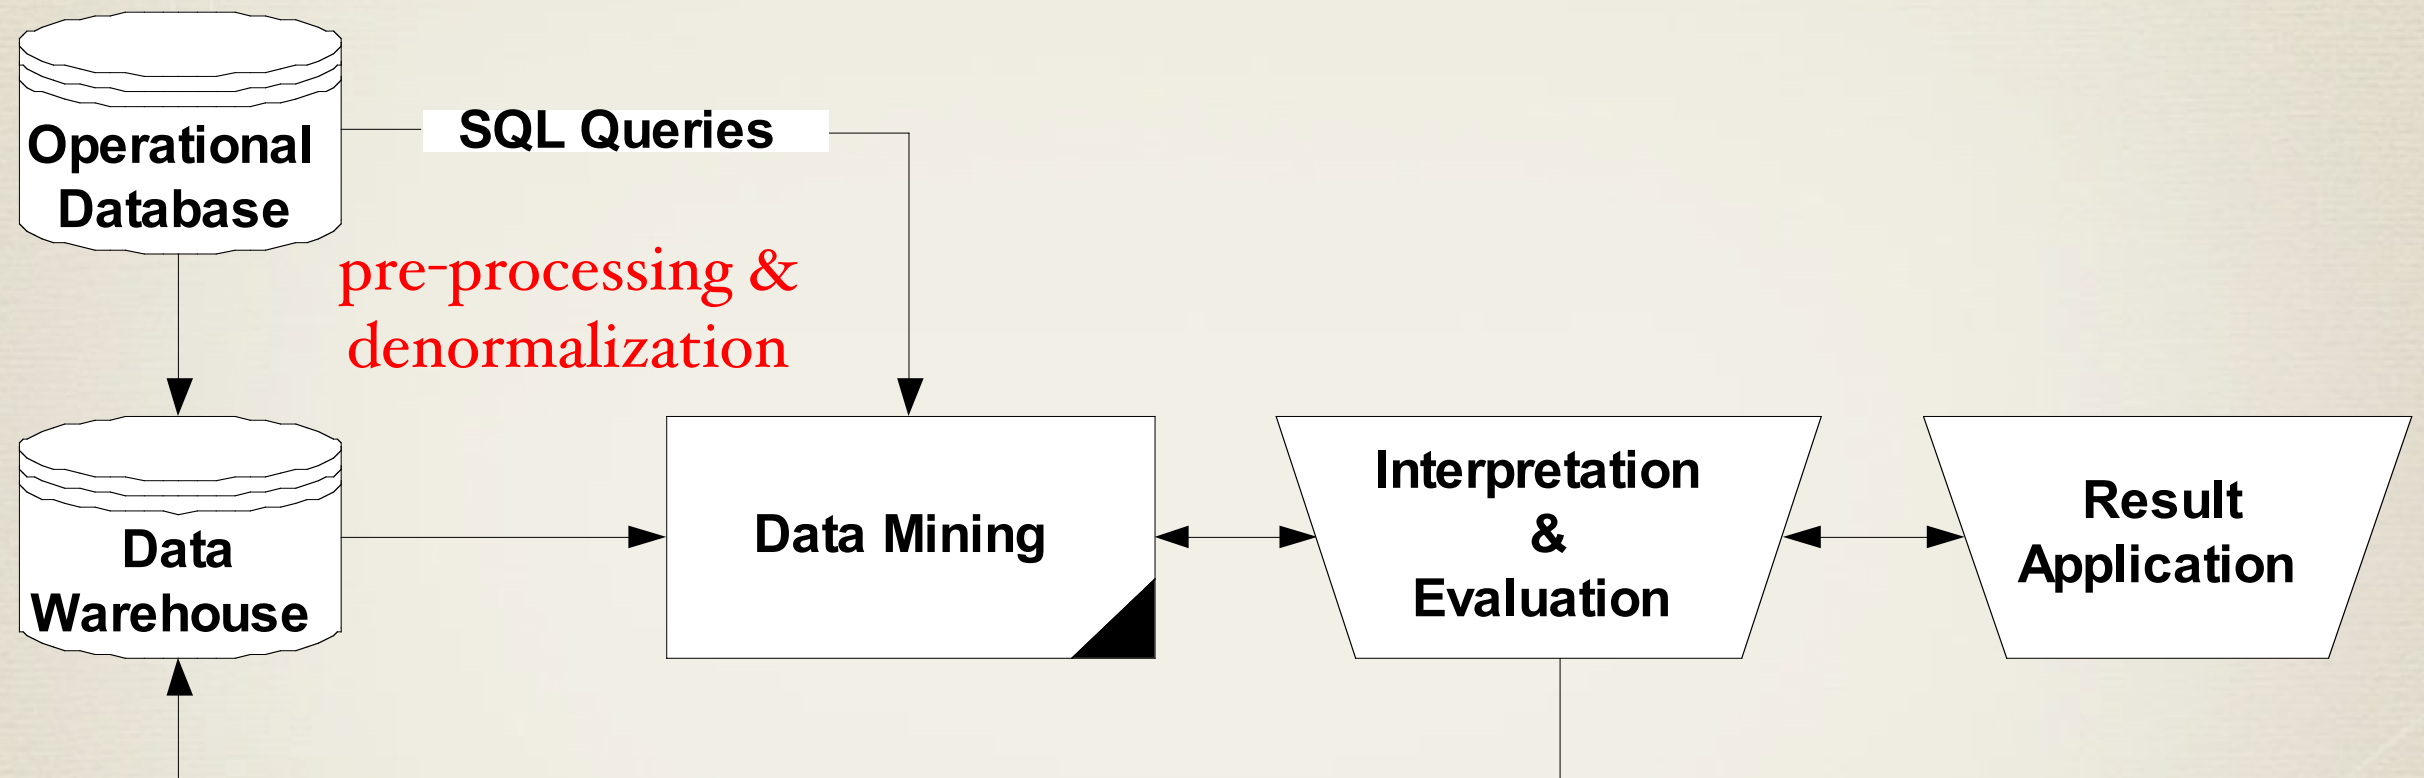 Operational
Database
SQL Queries
pre-processing &
denormalization
Data
Warehouse
Data Mining
Interpretation
&
Evaluation
Result
Application